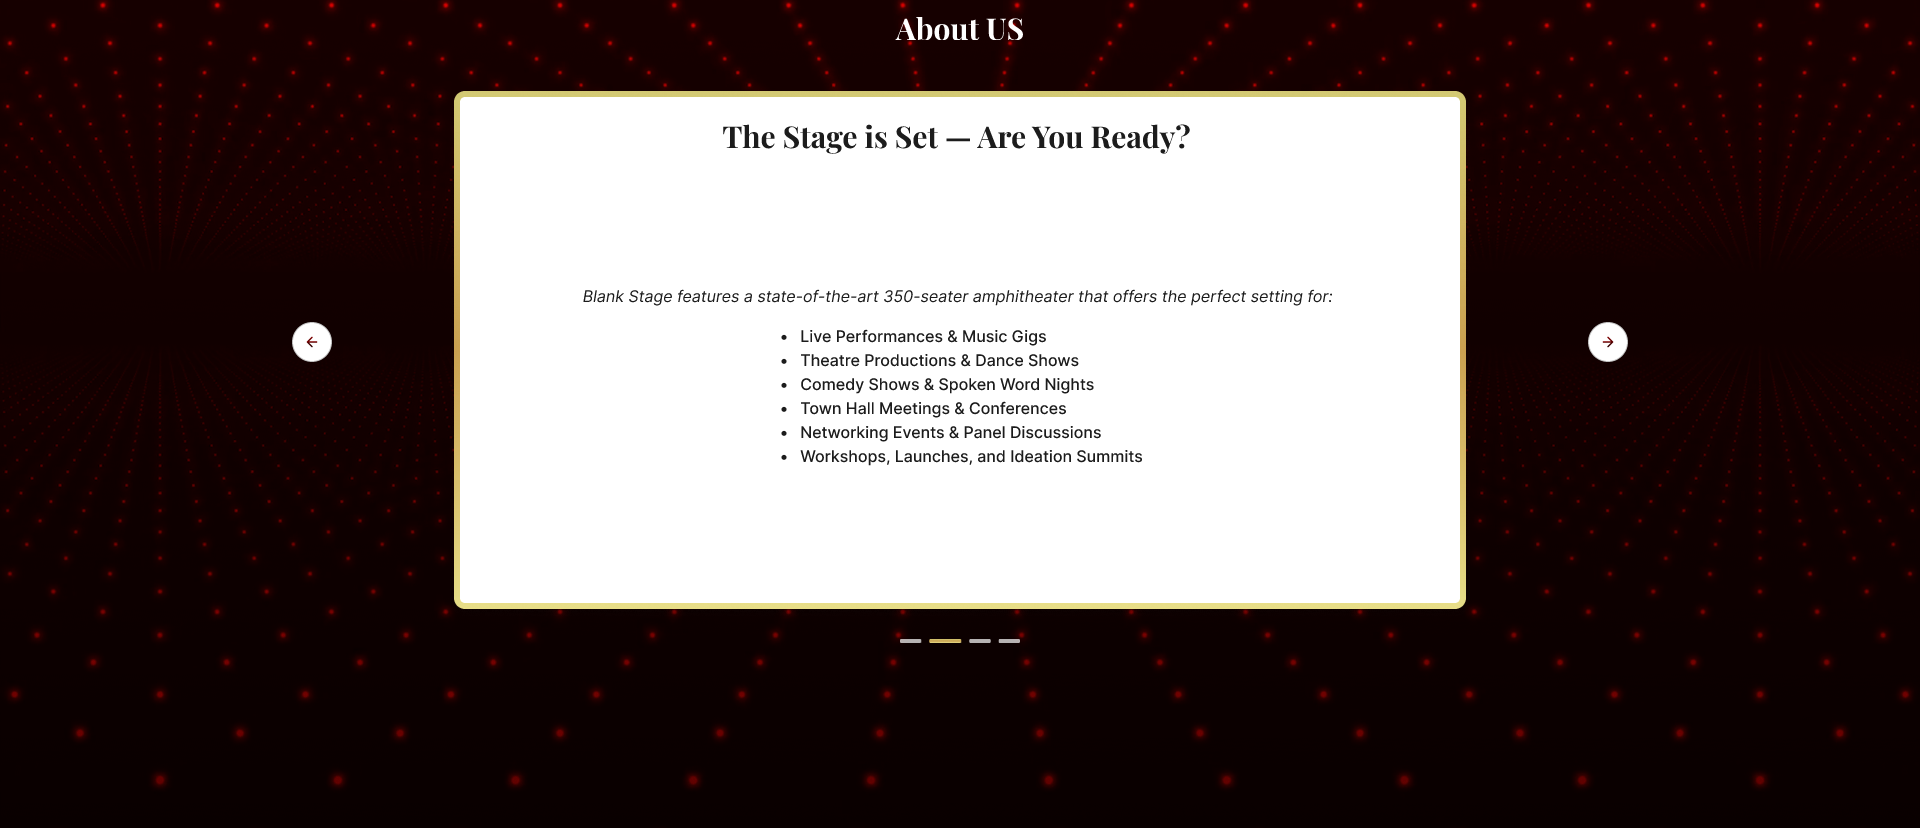 About US
The Stage is Set — Are You Ready?
Blank Stage features a state-of-the-art 350-seater amphitheater that offers the perfect setting for:
• Live Performances & Music Gigs
• Theatre Productions & Dance Shows
• Comedy Shows & Spoken Word Nights
• Town Hall Meetings & Conferences
• Networking Events & Panel Discussions
• Workshops, Launches, and Ideation Summits